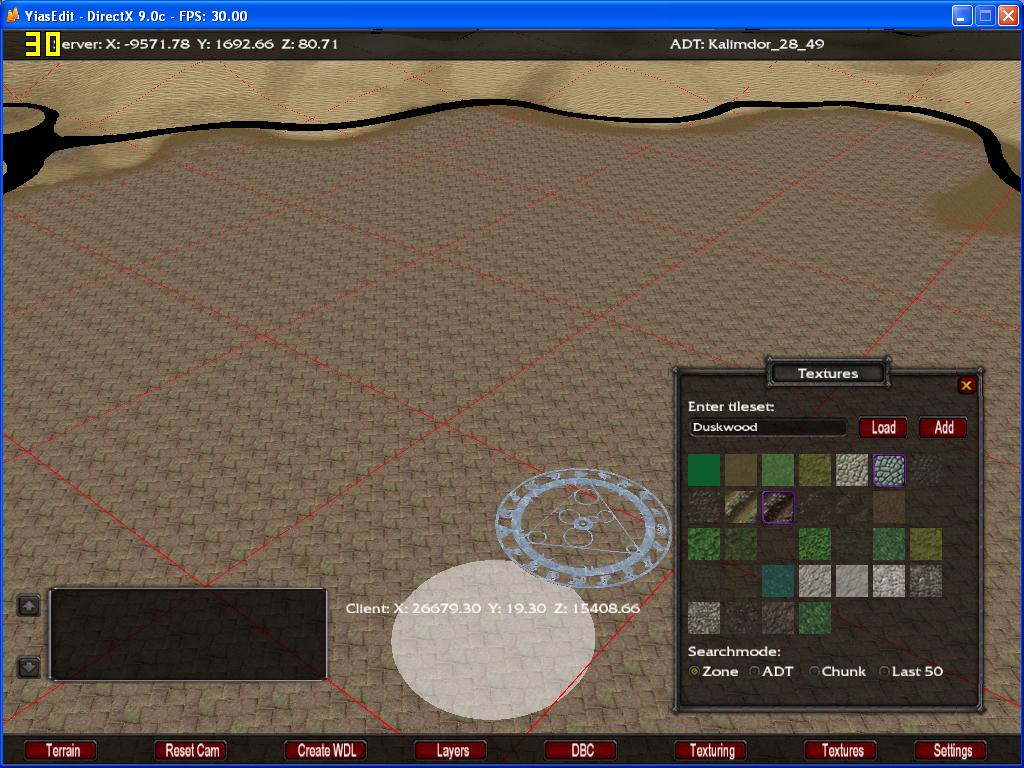 YiasEdit - DirectX 9.0c - FPS: 30.00
30 erver: X: -9571.78 Y: 1692.66 Z: 80.71
ADT: Kalimdor_28_49
Textures
Enter tileset:
Duskwood
Load
Add
Client: X: 26679.30 Y: 19.30 Z: 15408.66
Searchmode:
Zone ADT Chunk Last 50
Terrain Reset Cam Create WDL Layers DBC Texturing Textures Settings